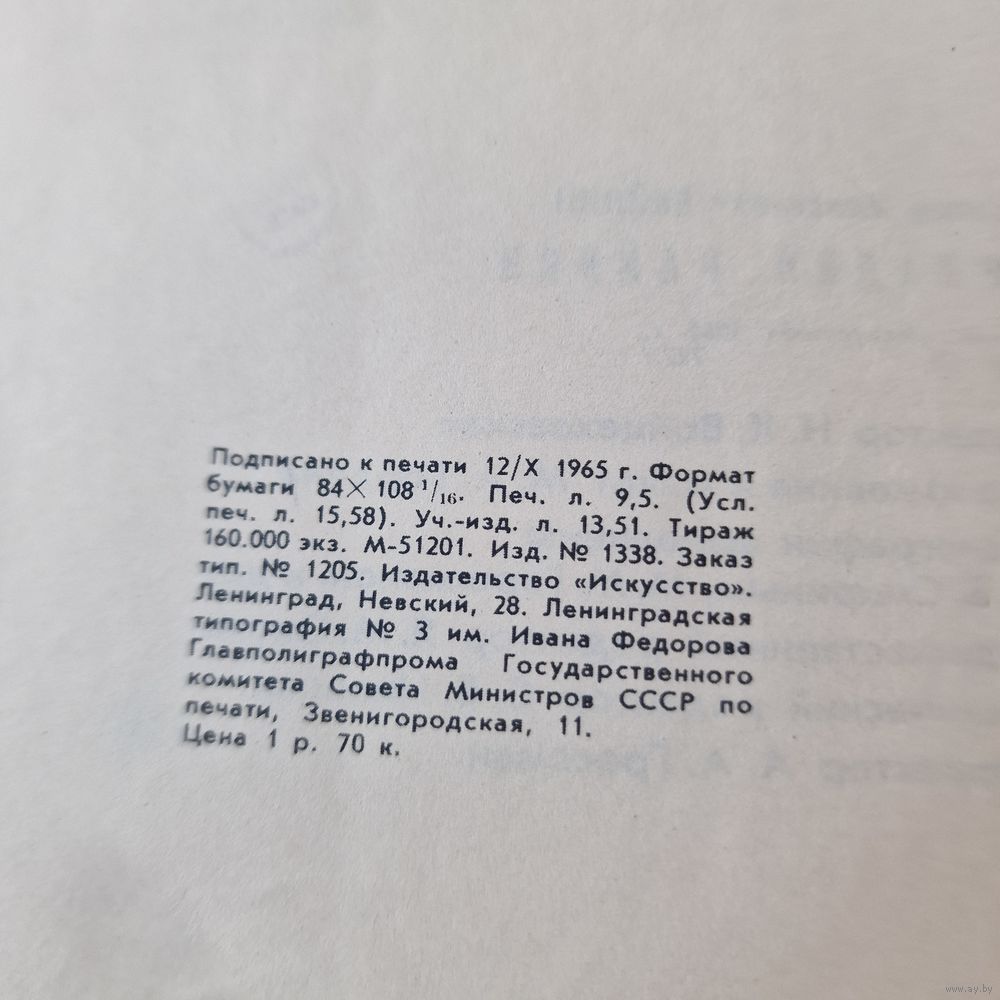 Подписано к печати 12/X 1965 г. Формат
бумаги 84×108 1/16. Печ. л. 9,5. (Усл.
печ. л. 15,58). Уч.-изд. л. 13,51. Тираж
160.000 экз. М-51201. Изд. № 1338. Заказ
тип. № 1205. Издательство «Искусство».
Ленинград, Невский, 28. Ленинградская
типография № 3 им. Ивана Федорова
Главполиграфпрома Государственного
комитета Совета Министров СССР по
печати, Звенигородская, 11.
Цена 1 р. 70 к.
www.ay.by